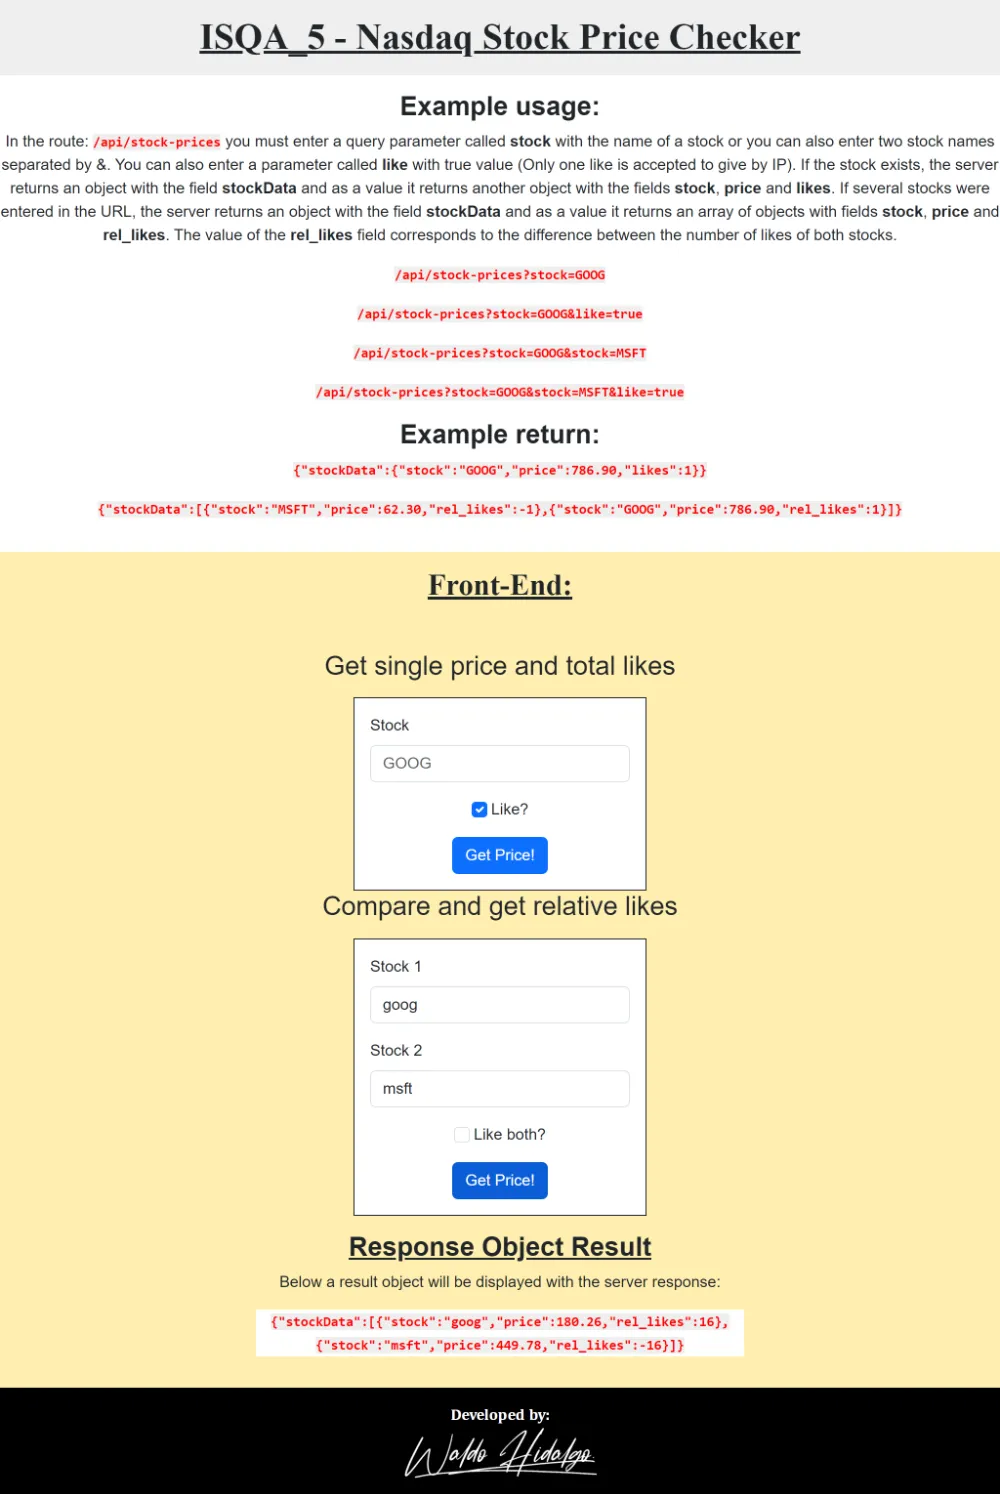 ISQA_5 - Nasdaq Stock Price Checker
Example usage:
In the route: /api/stock-prices you must enter a query parameter called stock with the name of a stock or you can also enter two stock names
separated by &. You can also enter a parameter called like with true value (Only one like is accepted to give by IP). If the stock exists, the server
returns an object with the field stockData and as a value it returns another object with the fields stock, price and likes. If several stocks were
entered in the URL, the server returns an object with the field stockData and as a value it returns an array of objects with fields stock, price and
rel_likes. The value of the rel_likes field corresponds to the difference between the number of likes of both stocks.
/api/stock-prices?stock=GOOG
/api/stock-prices?stock=GOOG&like=true
/api/stock-prices?stock=GOOG&stock=MSFT
/api/stock-prices?stock=GOOG&stock=MSFT&like=true
Example return:
{"stockData":{"stock":"GOOG","price":786.90,"likes":1}}
{"stockData":[{"stock":"MSFT","price":62.30,"rel_likes":-1},{"stock":"GOOG","price":786.90,"rel_likes":1}]}
Front-End:
Get single price and total likes
Stock
GOOG
Like?
Get Price!
Compare and get relative likes
Stock 1
goog
Stock 2
msft
Like both?
Get Price!
Response Object Result
Below a result object will be displayed with the server response:
{"stockData":[{"stock":"goog","price":180.26,"rel_likes":16},
{"stock":"msft","price":449.78,"rel_likes":-16}]}
Developed by:
Waldo Hidalgo